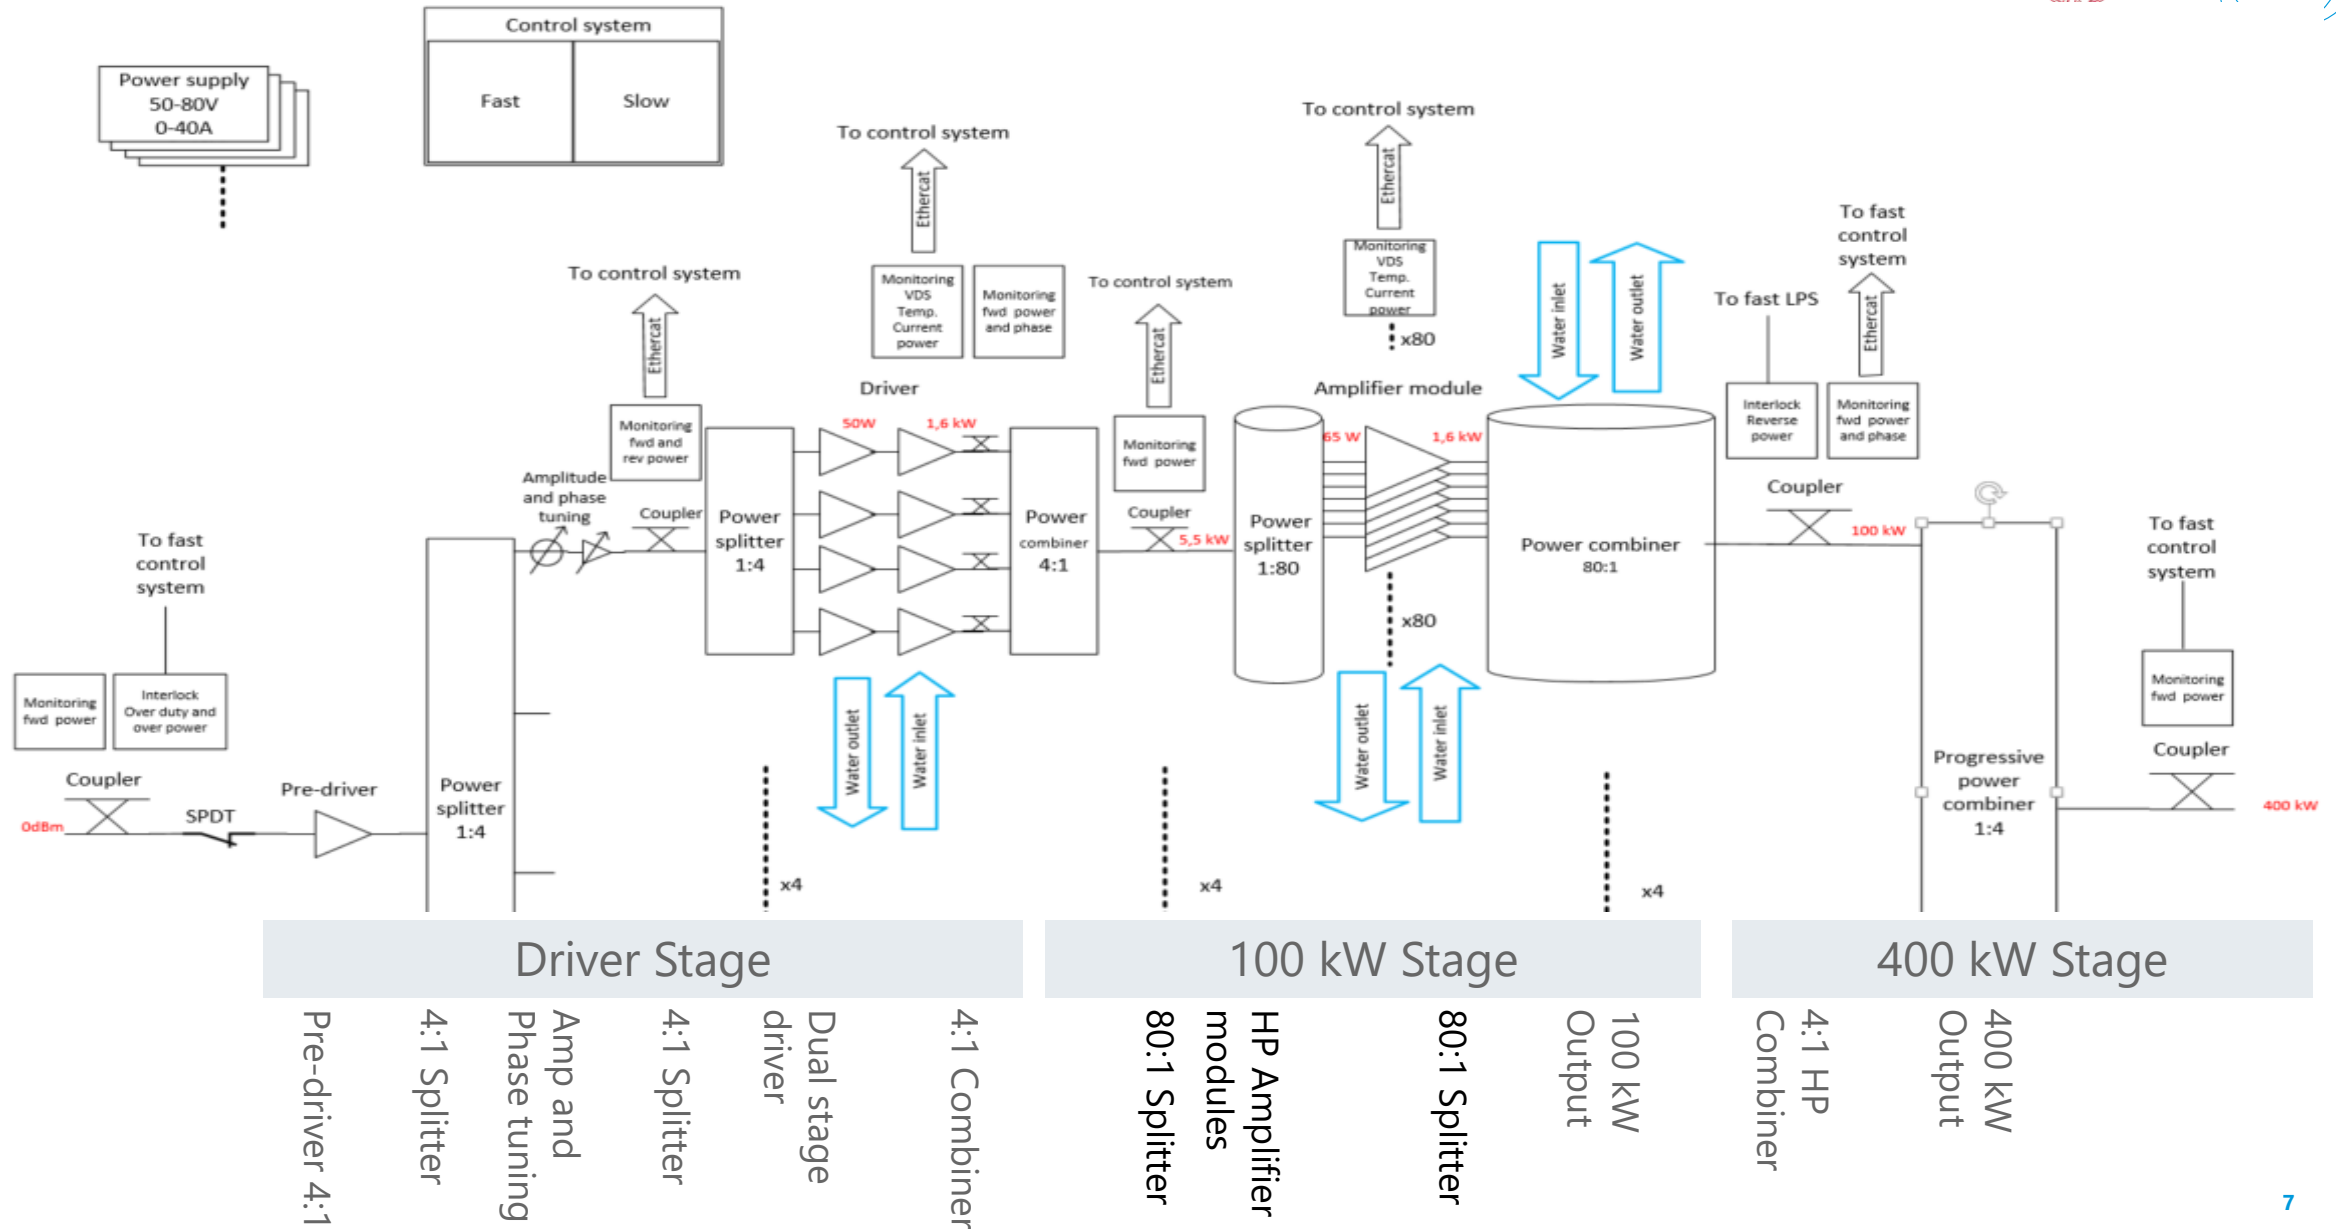 Control system
Fast
Slow
Power supply
50-80V
0-40A
To control system
Ethercat
Monitoring
fwd and
rev power
To control system
Ethercat
Monitoring
VDS
Temp.
Current
power
Monitoring
fwd power
and phase
To control system
Ethercat
Monitoring
fwd power
To control system
Ethercat
Monitoring
VDS
Temp.
Current
power
x80
Water inlet
Water outlet
To fast LPS
Interlock
Reverse
power
To fast
control
system
Ethercat
Monitoring
fwd power
and phase
To fast
control
system
Monitoring
fwd power
Interlock
Over duty and
over power
Coupler
0dBm
SPDT
Pre-driver
Power
splitter
1:4
Amplitude
and phase
tuning
Coupler
Power
splitter
1:4
Driver
50W
1,6 kW
Power
combiner
4:1
Water outlet
Water inlet
x4
Coupler
5,5 kW
Power
splitter
1:80
x4
Amplifier module
65 W
1,6 kW
x80
Water outlet
Water inlet
Power combiner
80:1
x4
Coupler
100 kW
Progressive
power
combiner
1:4
To fast
control
system
Monitoring
fwd power
Coupler
400 kW
Driver Stage
100 kW Stage
400 kW Stage
Pre-driver 4:1
4:1 Splitter
Amp and
Phase tuning
4:1 Splitter
Dual stage
driver
4:1 Combiner
80:1 Splitter
HP Amplifier
modules
80:1 Splitter
100 kW
Output
4:1 HP
Combiner
400 kW
Output
7